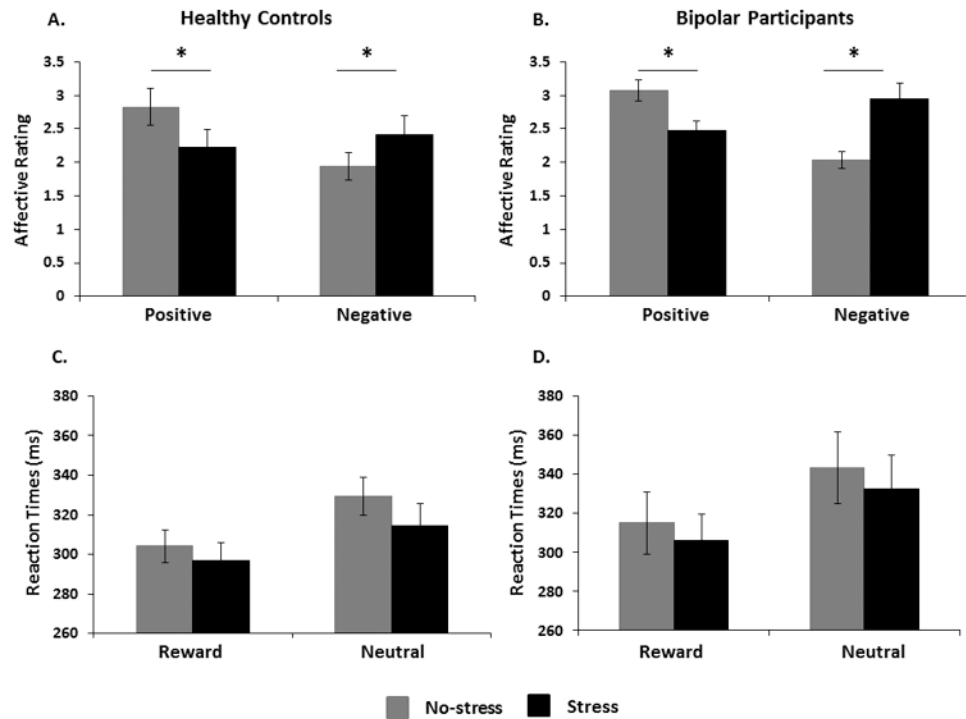 A. Healthy Controls
Affective Rating
3.5
3
2.5
2
1.5
1
0.5
0
* *
Positive Negative
B. Bipolar Participants
Affective Rating
3.5
3
2.5
2
1.5
1
0.5
0
* *
Positive Negative
C.
Reaction Times (ms)
380
360
340
320
300
280
260
Reward Neutral
D.
Reaction Times (ms)
380
360
340
320
300
280
260
Reward Neutral
No-stress Stress